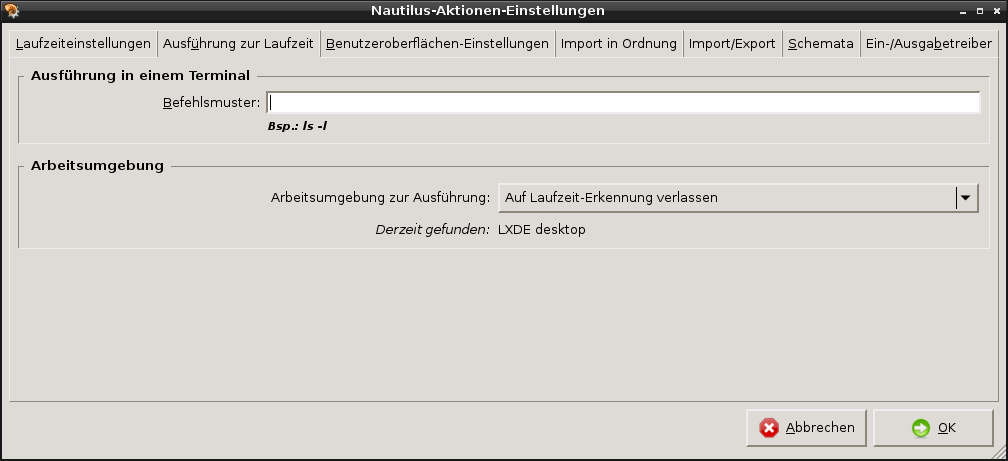 Nautilus-Aktionen-Einstellungen
Laufzeiteinstellungen Ausführung zur Laufzeit Benutzeroberflächen-Einstellungen Import in Ordnung Import/Export Schemata Ein-/Ausgabetreiber
Ausführung in einem Terminal
Befehlsmuster:
Bsp.: ls -l
Arbeitsumgebung
Arbeitsumgebung zur Ausführung: Auf Laufzeit-Erkennung verlassen
Derzeit gefunden: LXDE desktop
Abbrechen OK